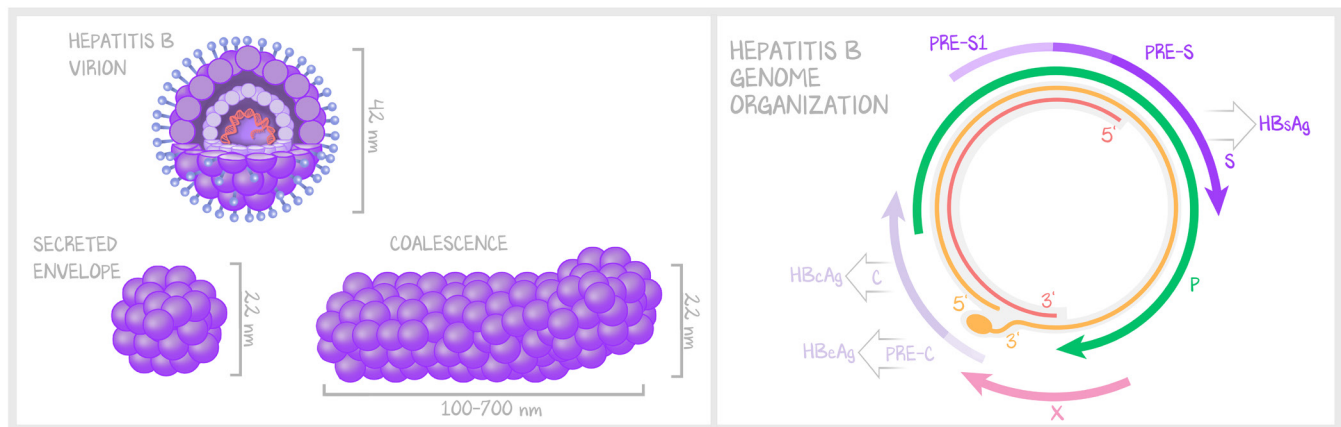 HEPATITIS B
VIRION
42 nm
SECRETED
ENVELOPE
22 nm
COALESCENCE
22 nm
100-700 nm
HEPATITIS B
GENOME
ORGANIZATION
PRE-S1
PRE-S
HBsAg
S
5'
P
HBcAg
C
5'
3'
3'
HBeAg
PRE-C
X